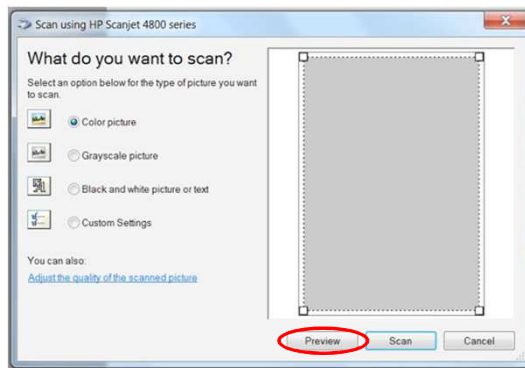 Scan using HP Scanjet 4800 series
What do you want to scan?
Select an option below for the type of picture you want
to scan.
Color picture
Grayscale picture
Black and white picture or text
Custom Settings
You can also:
Adjust the quality of the scanned picture
Preview Scan Cancel